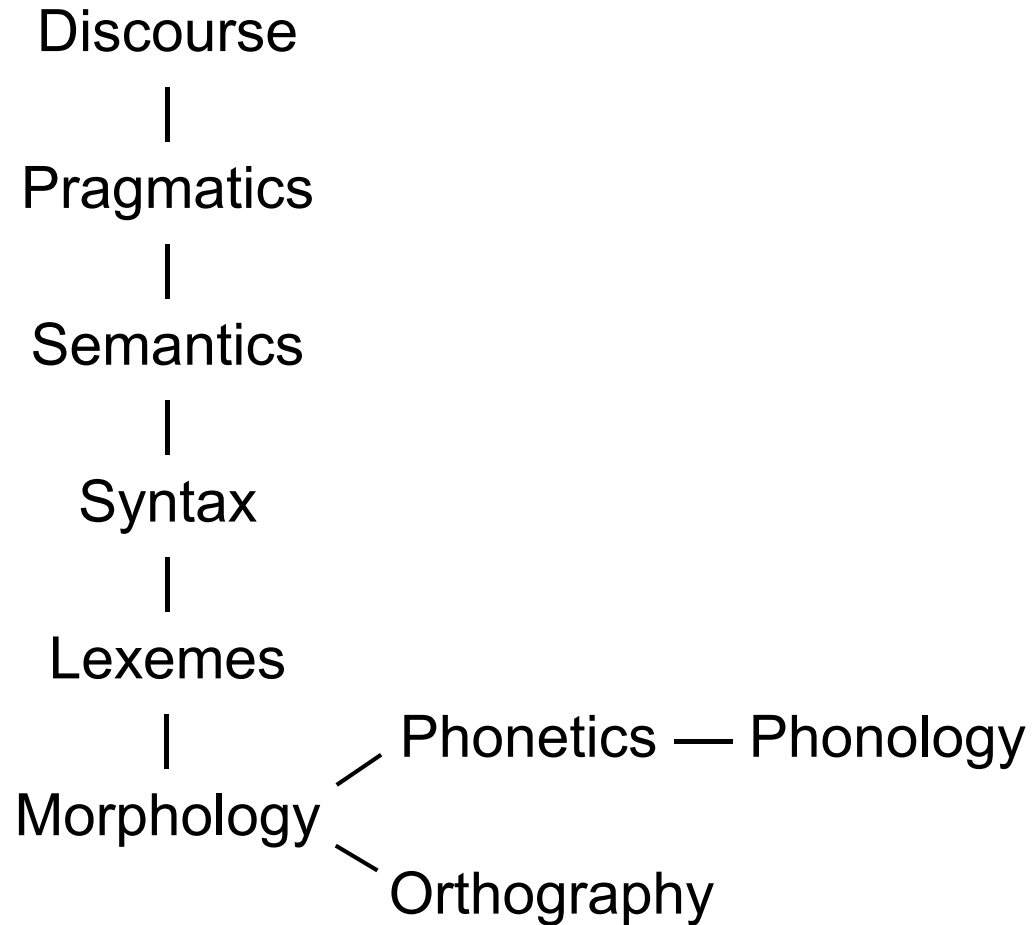 Discourse
Pragmatics
Semantics
Syntax
Lexemes
Phonetics — Phonology
Morphology
Orthography